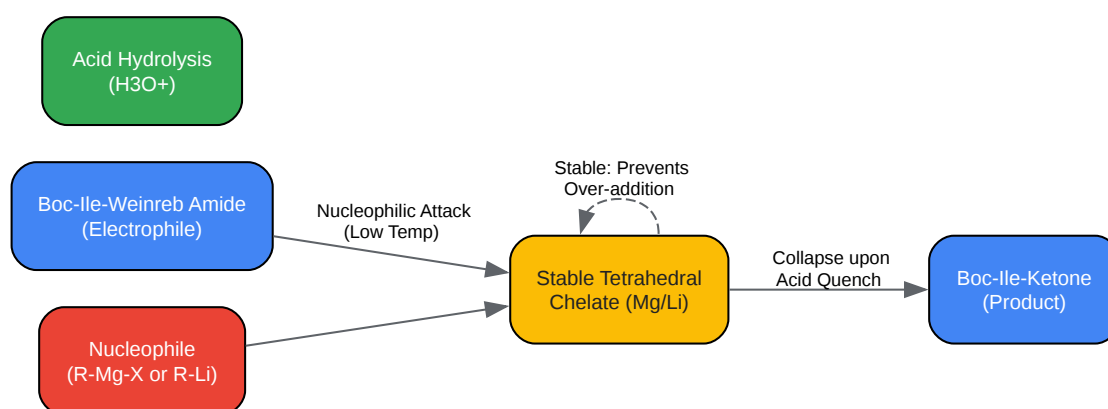 Acid Hydrolysis
(H3O+)
Boc-Ile-Weinreb Amide
(Electrophile)
Nucleophile
(R-Mg-X or R-Li)
Nucleophilic Attack
(Low Temp)
Stable: Prevents
Over-addition
Stable Tetrahedral
Chelate (Mg/Li)
Collapse upon
Acid Quench
Boc-Ile-Ketone
(Product)